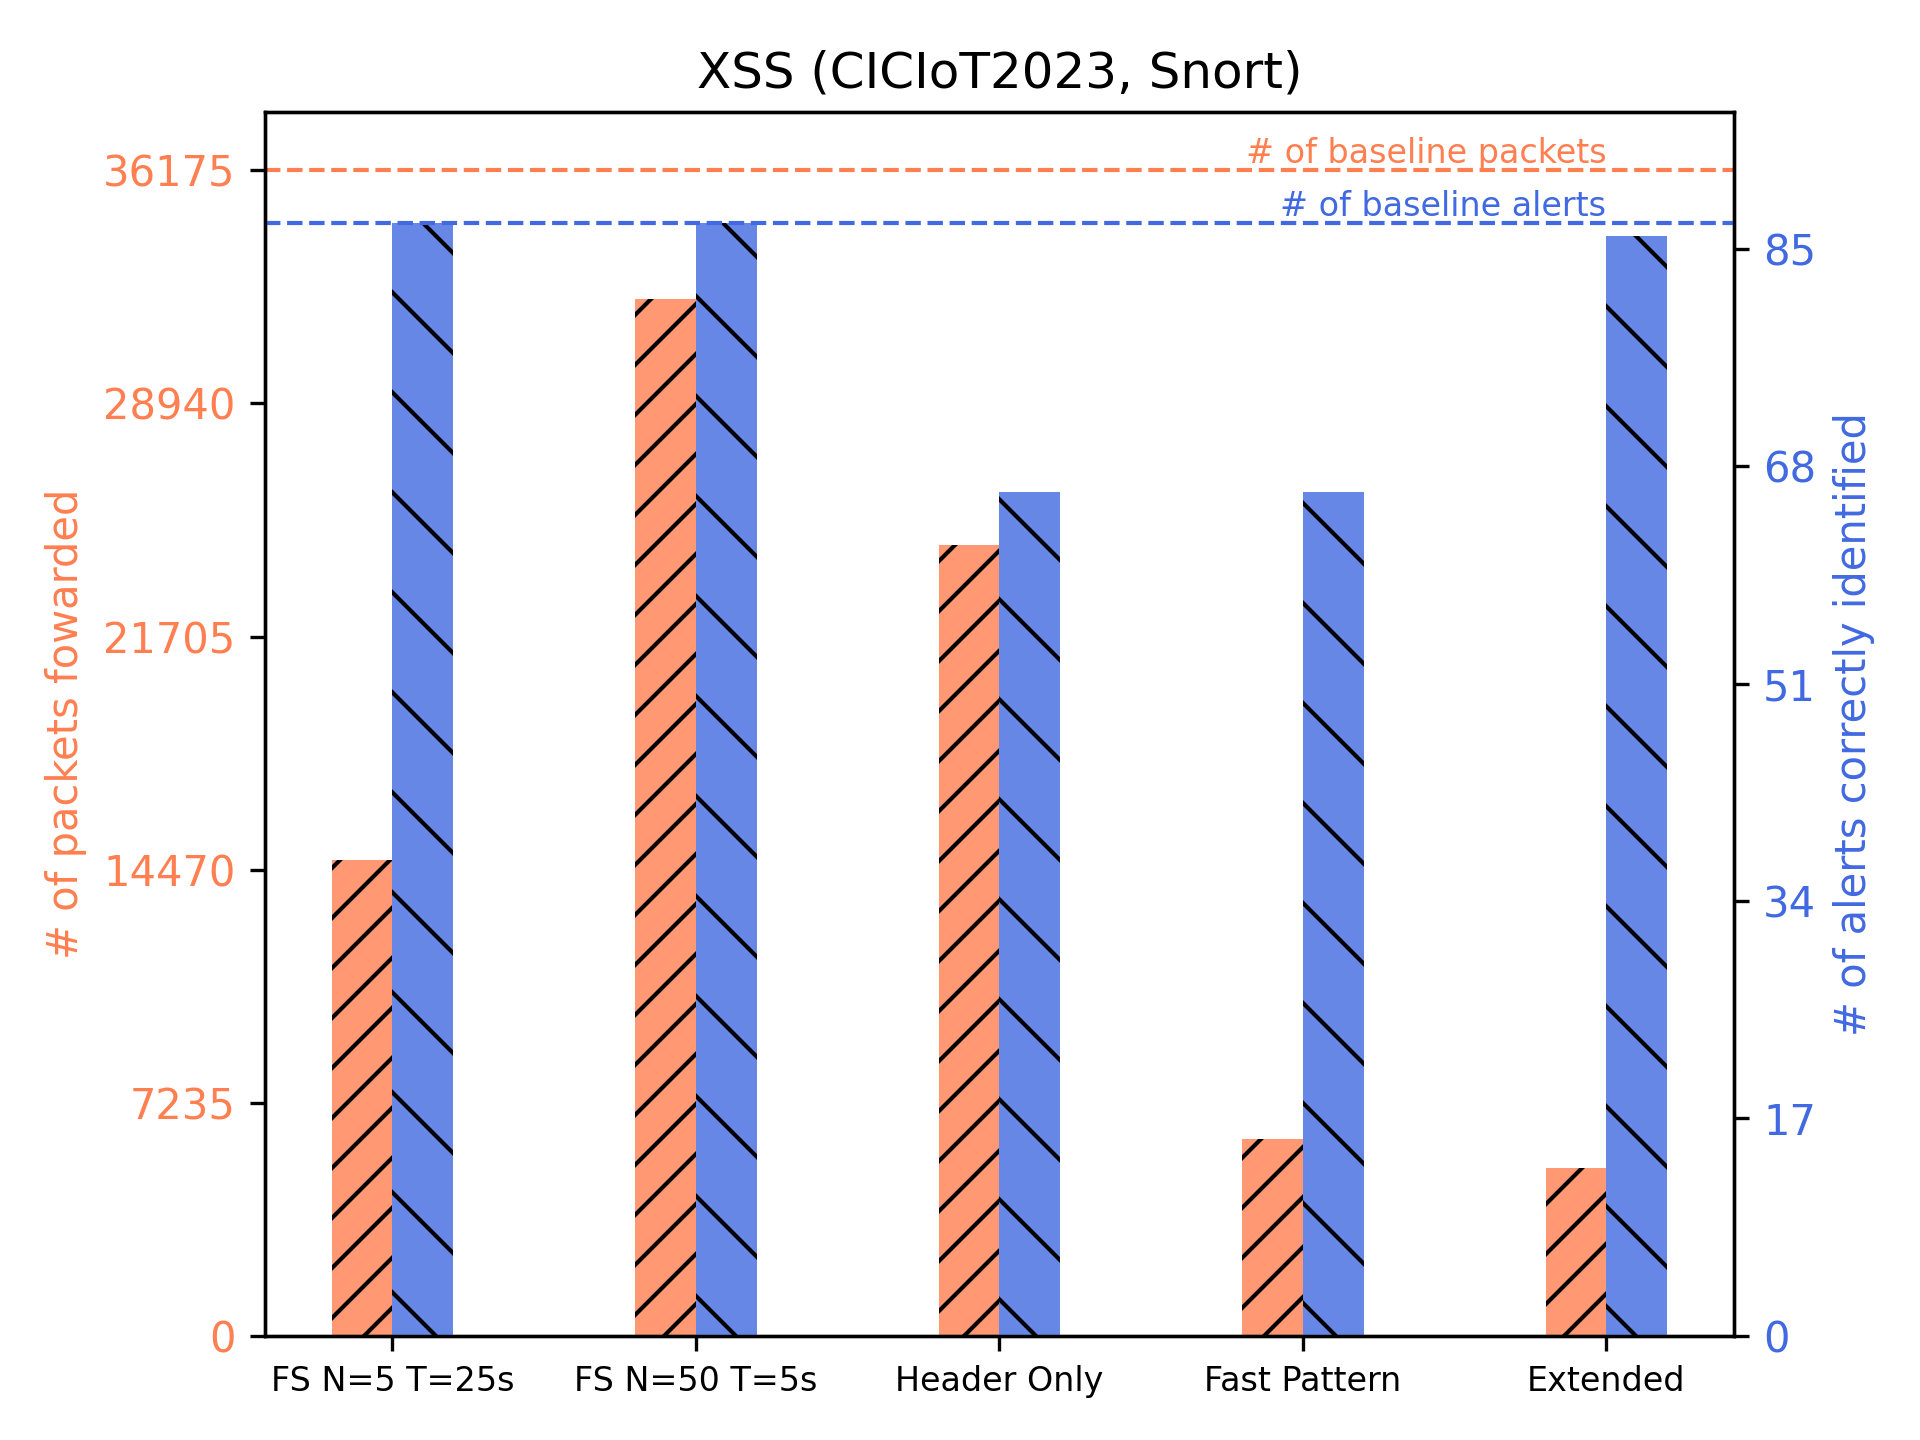 XSS (CICIoT2023, Snort)
# of packets fowarded
36175
28940
21705
14470
7235
0
# of baseline packets
# of baseline alerts
85
68
51
34
17
0
# of alerts correctly identified
FS N=5 T=25s
FS N=50 T=5s
Header Only
Fast Pattern
Extended